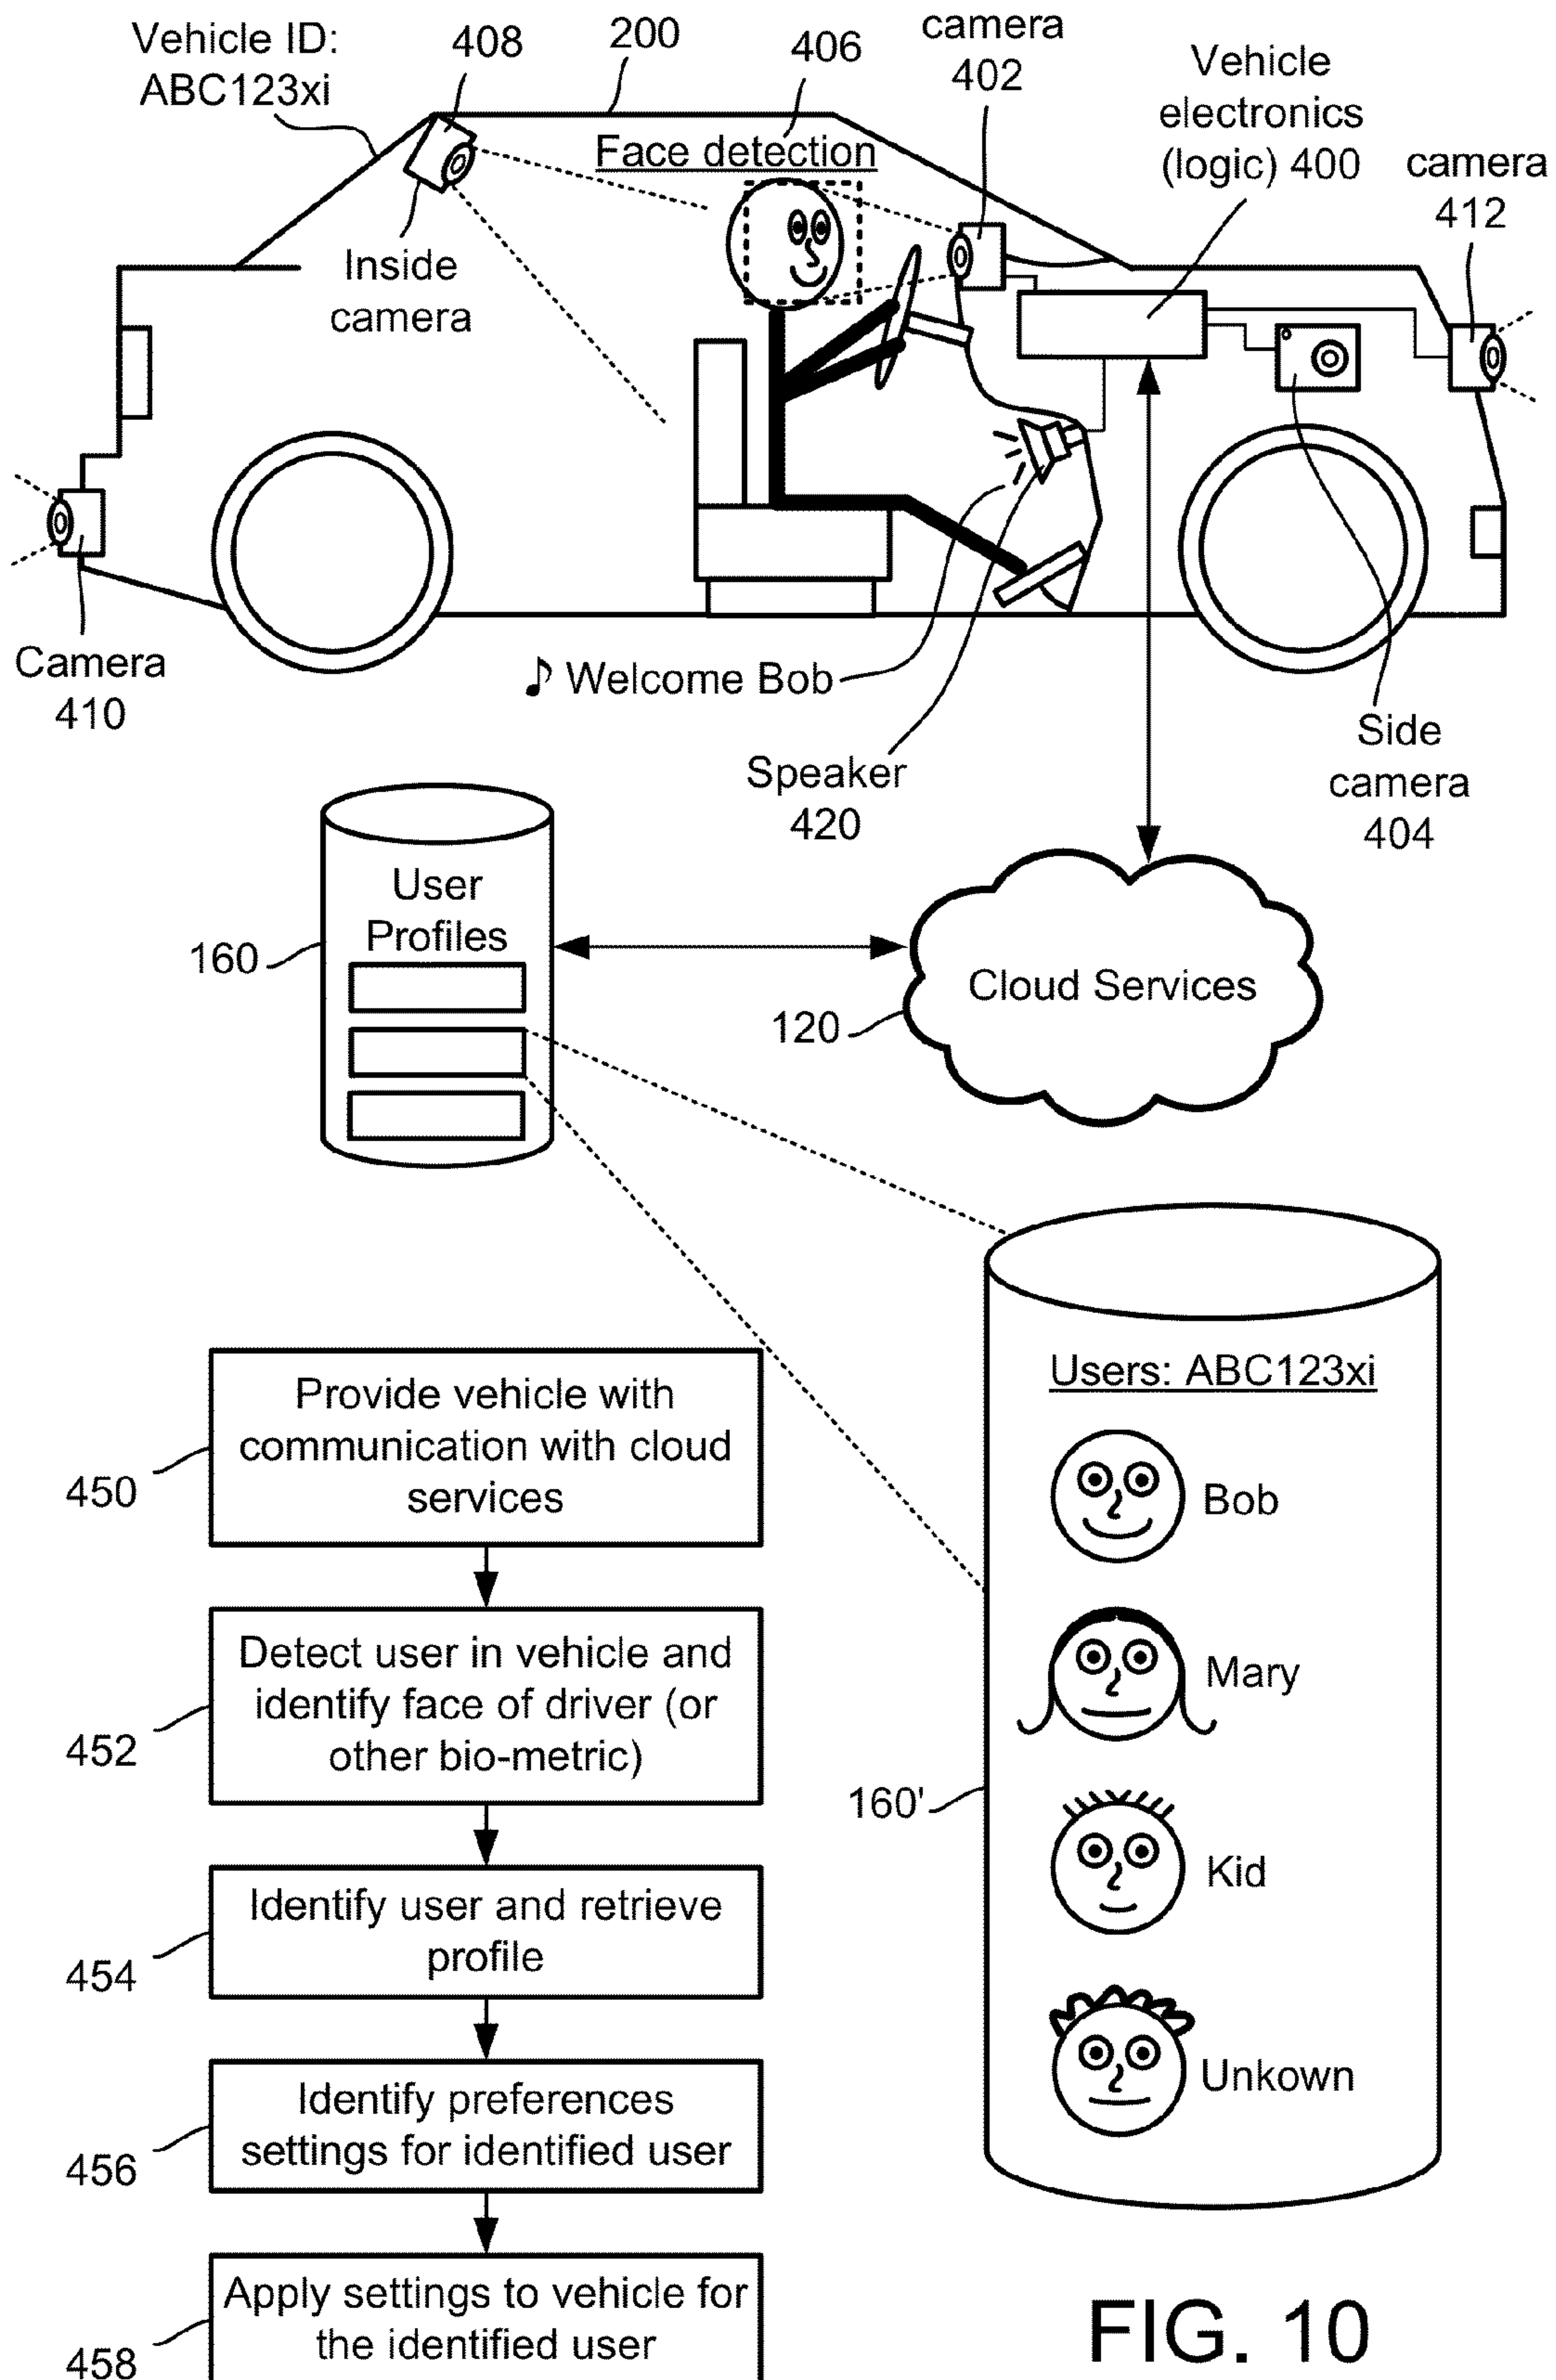 Vehicle ID:
ABC123xi
408
200
406
camera
402
Vehicle
electronics
(logic) 400
camera
412
Face detection
Inside
camera
Camera
410
♪ Welcome Bob
Speaker
420
Side
camera
404
User
Profiles
160
Cloud Services
120
Users: ABC123xi
Bob
Mary
Kid
Unkown
160'
Provide vehicle with
communication with cloud
services
450
Detect user in vehicle and
identify face of driver (or
other bio-metric)
452
Identify user and retrieve
profile
454
Identify preferences
settings for identified user
456
Apply settings to vehicle for
the identified user
458
FIG. 10